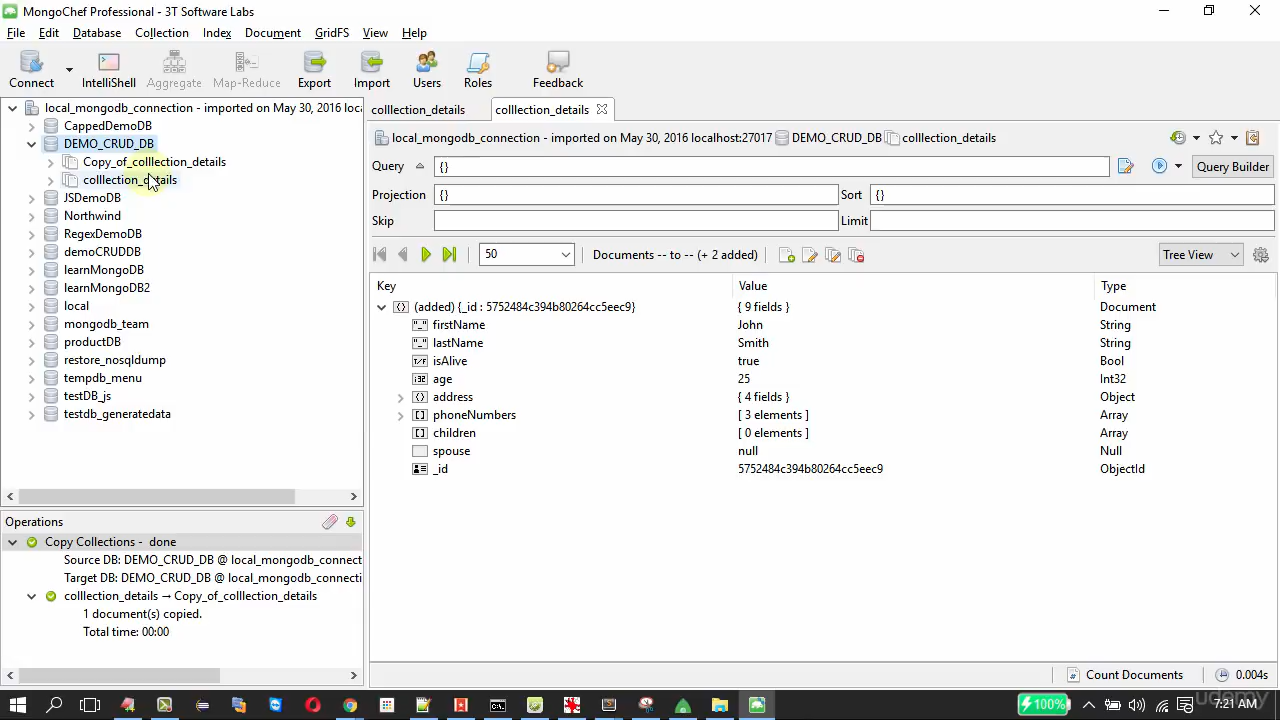 MongoChef Professional - 3T Software Labs
File Edit Database Collection Index Document GridFS View Help
Connect IntelliShell Aggregate Map-Reduce Export Import Users Roles Feedback
local_mongodb_connection - imported on May 30, 2016 loca
CappedDemoDB
DEMO_CRUD_DB
Copy_of_colllection_details
colllection_details
JSDemoDB
Northwind
RegexDemoDB
demoCRUDDB
learnMongoDB
learnMongoDB2
local
mongodb_team
productDB
restore_nosqldump
tempdb_menu
testDB_js
testdb_generatedata
Operations
Copy Collections - done
Source DB: DEMO_CRUD_DB @ local_mongodb_connect
Target DB: DEMO_CRUD_DB @ local_mongodb_connecti
colllection_details → Copy_of_colllection_details
1 document(s) copied.
Total time: 00:00
colllection_details colllection_details
local_mongodb_connection - imported on May 30, 2016 localhost:27017 DEMO_CRUD_DB colllection_details
Query {} Query Builder
Projection {} Sort {}
Skip Limit
50 Documents -- to -- (+ 2 added) Tree View
Key Value Type
(added) {_id : 5752484c394b80264cc5eec9} { 9 fields } Document
firstName John String
lastName Smith String
isAlive true Bool
age 25 Int32
address { 4 fields } Object
phoneNumbers [ 3 elements ] Array
children [ 0 elements ] Array
spouse null Null
_id 5752484c394b80264cc5eec9 ObjectId
Count Documents 0.004s
100% 7:21 AM
udemy